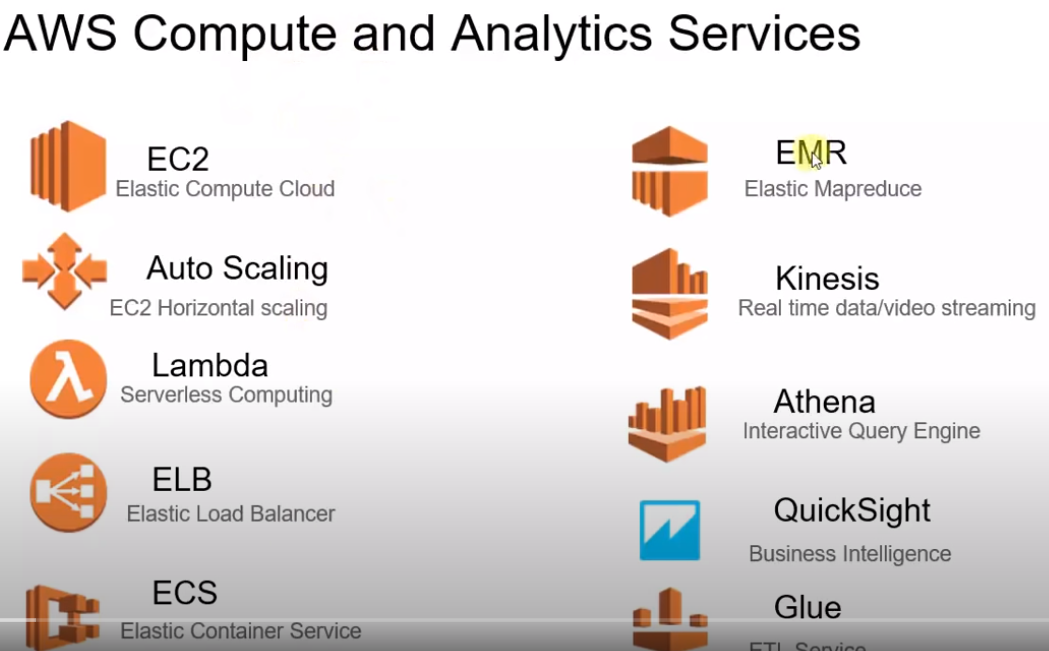 AWS Compute and Analytics Services
EC2
Elastic Compute Cloud
Auto Scaling
EC2 Horizontal scaling
Lambda
Serverless Computing
ELB
Elastic Load Balancer
ECS
Elastic Container Service
EMR
Elastic Mapreduce
Kinesis
Real time data/video streaming
Athena
Interactive Query Engine
QuickSight
Business Intelligence
Glue
ETL Service